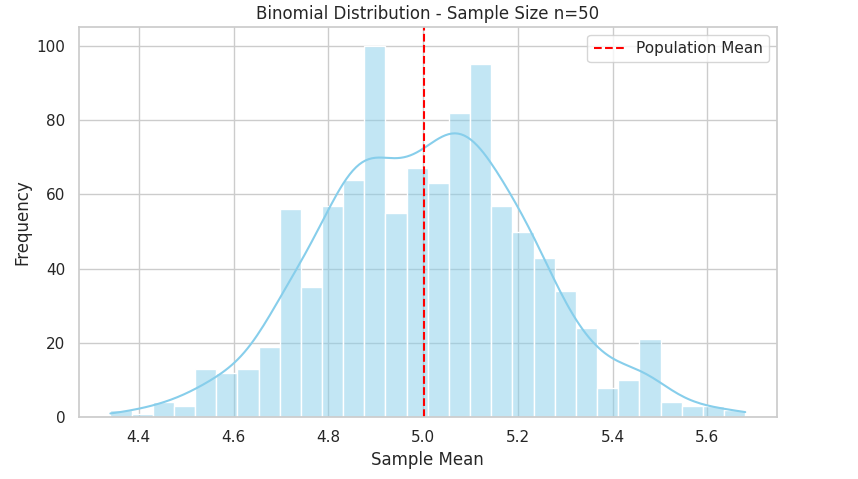 Binomial Distribution - Sample Size n=50
Population Mean
Frequency
100
80
60
40
20
0
4.4 4.6 4.8 5.0 5.2 5.4 5.6
Sample Mean